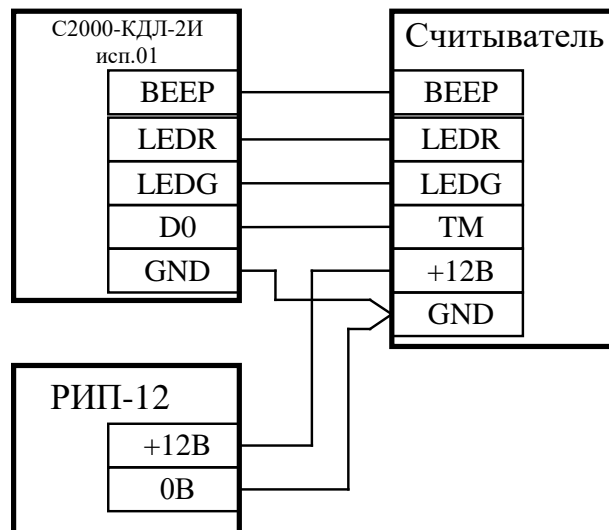 С2000-КДЛ-2И
исп.01
BEEP
LEDR
LEDG
D0
GND
Считыватель
BEEP
LEDR
LEDG
TM
+12В
GND
РИП-12
+12В
0В